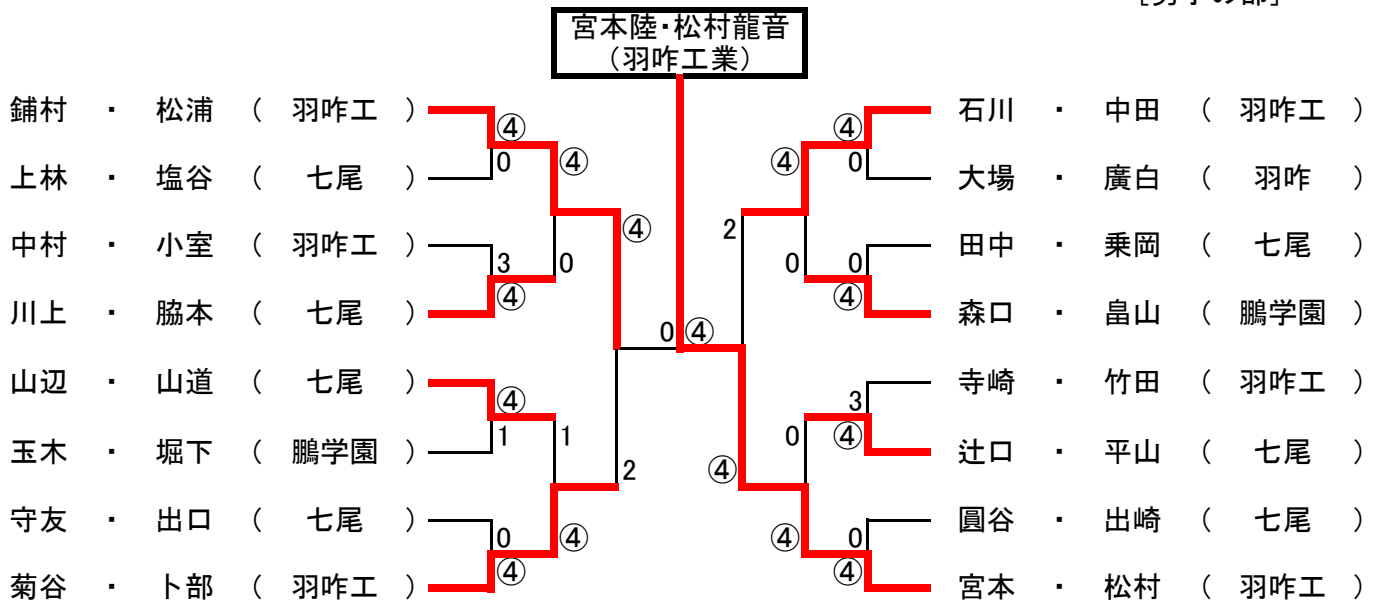 [男子の部]
宮本陸・松村龍音
（羽咋工業）
鋪村 ・ 松浦 （ 羽咋工 ）
④
0
上林 ・ 塩谷 （ 七尾 ）
④
中村 ・ 小室 （ 羽咋工 ）
3
④
0
川上 ・ 脇本 （ 七尾 ）
④
山辺 ・ 山道 （ 七尾 ）
④
1
玉木 ・ 堀下 （ 鵬学園 ）
1
2
守友 ・ 出口 （ 七尾 ）
0
④
④
菊谷 ・ 卜部 （ 羽咋工 ）
0 ④
石川 ・ 中田 （ 羽咋工 ）
④
0
④
大場 ・ 廣白 （ 羽咋 ）
2
田中 ・ 乗岡 （ 七尾 ）
0
0
④
森口 ・ 畠山 （ 鵬学園 ）
寺崎 ・ 竹田 （ 羽咋工 ）
3
④
0
辻口 ・ 平山 （ 七尾 ）
④
圓谷 ・ 出崎 （ 七尾 ）
0
④
④
宮本 ・ 松村 （ 羽咋工 ）